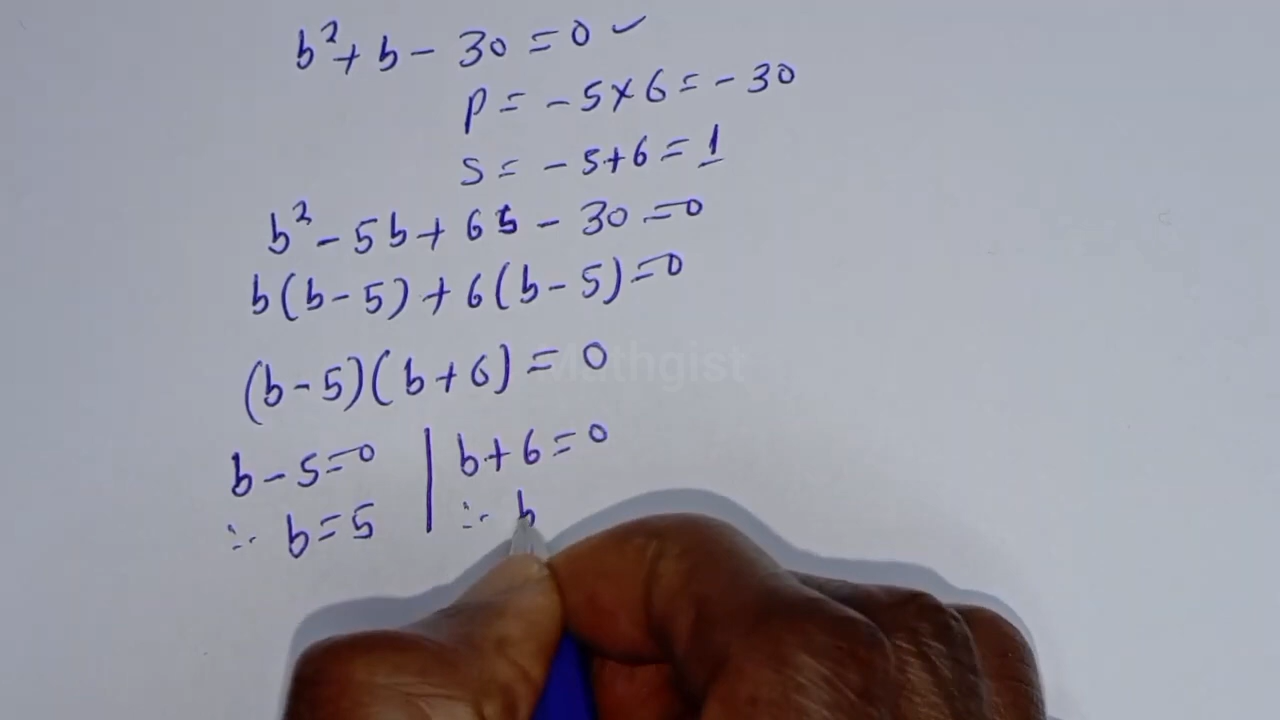 b² + b - 30 = 0 ✓
P = -5 × 6 = -30
S = -5 + 6 = 1
b² - 5b + 6b - 30 = 0
b(b - 5) + 6(b - 5) = 0
(b - 5)(b + 6) = 0
Mathgist
b - 5 = 0 | b + 6 = 0
∴ b = 5 | ∴ b